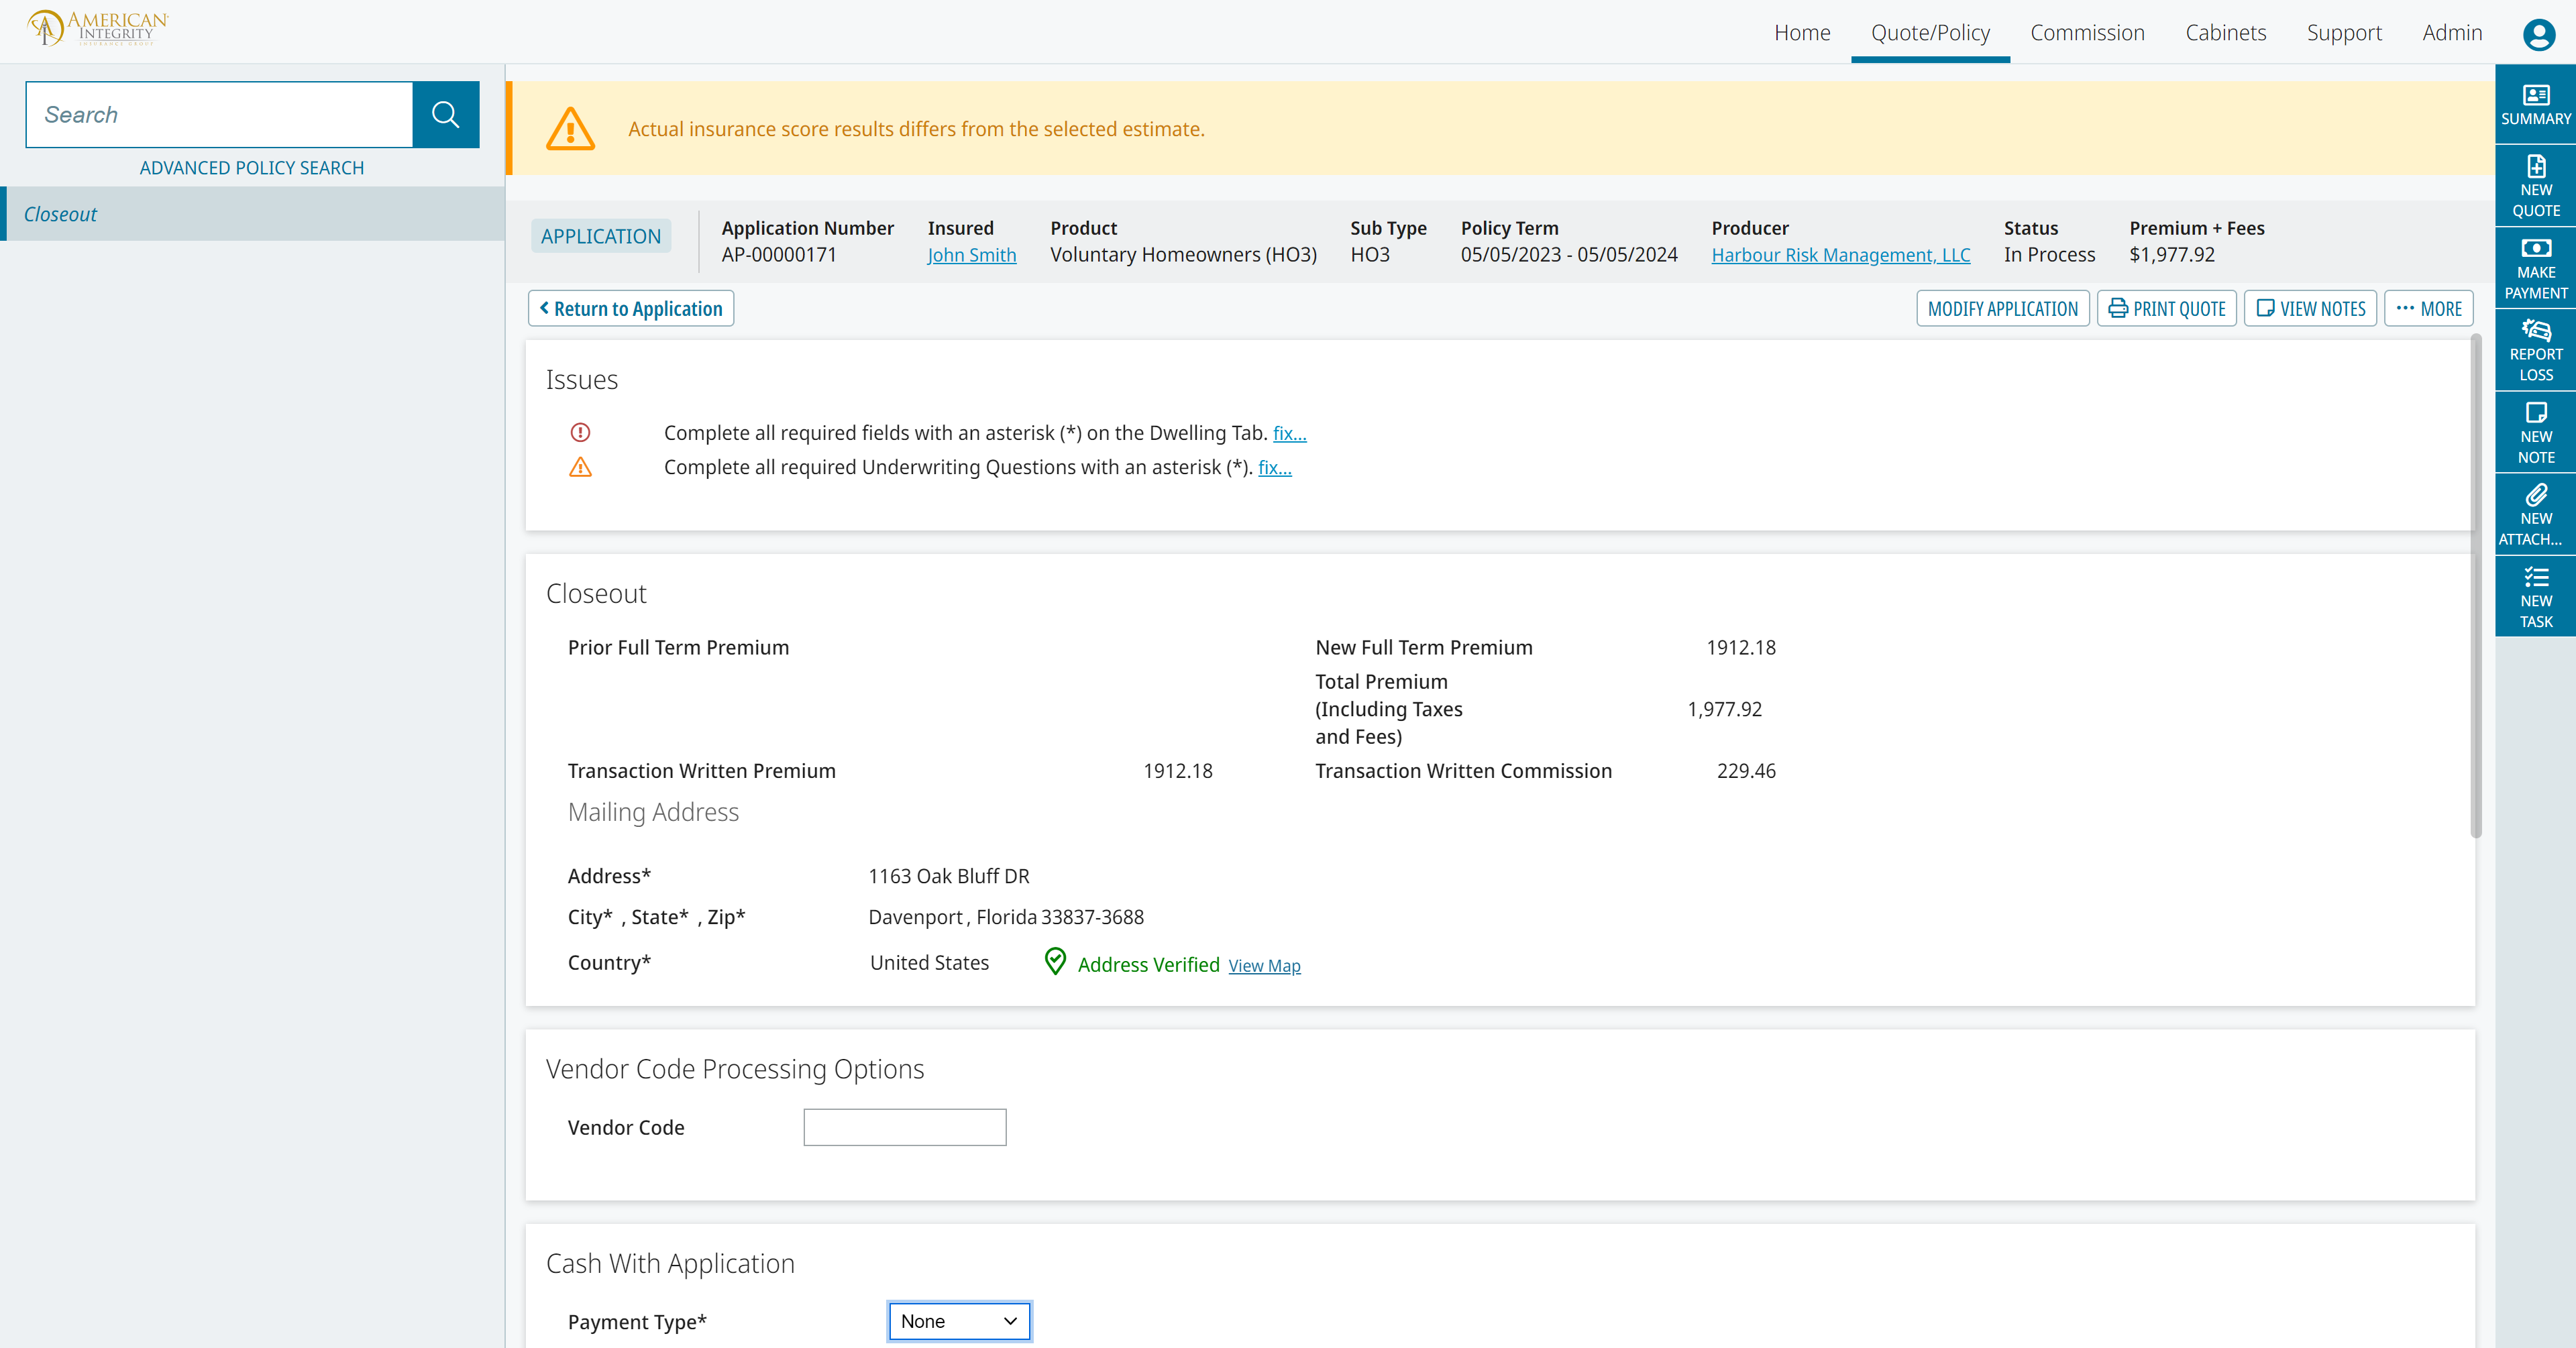 AMERICAN
INTEGRITY
INSURANCE GROUP
Home
Quote/Policy
Commission
Cabinets
Support
Admin
Search
ADVANCED POLICY SEARCH
Closeout
Actual insurance score results differs from the selected estimate.
APPLICATION
Application Number
AP-00000171
Insured
John Smith
Product
Voluntary Homeowners (HO3)
Sub Type
HO3
Policy Term
05/05/2023 - 05/05/2024
Producer
Harbour Risk Management, LLC
Status
In Process
Premium + Fees
$1,977.92
Return to Application
MODIFY APPLICATION
PRINT QUOTE
VIEW NOTES
MORE
Issues
Complete all required fields with an asterisk (*) on the Dwelling Tab. fix...
Complete all required Underwriting Questions with an asterisk (*). fix...
Closeout
Prior Full Term Premium
New Full Term Premium 1912.18
Total Premium
(Including Taxes 1,977.92
and Fees)
Transaction Written Premium 1912.18
Transaction Written Commission 229.46
Mailing Address
Address* 1163 Oak Bluff DR
City* , State* , Zip* Davenport , Florida 33837-3688
Country* United States Address Verified View Map
Vendor Code Processing Options
Vendor Code
Cash With Application
Payment Type* None
SUMMARY
NEW
QUOTE
MAKE
PAYMENT
REPORT
LOSS
NEW
NOTE
NEW
ATTACH...
NEW
TASK